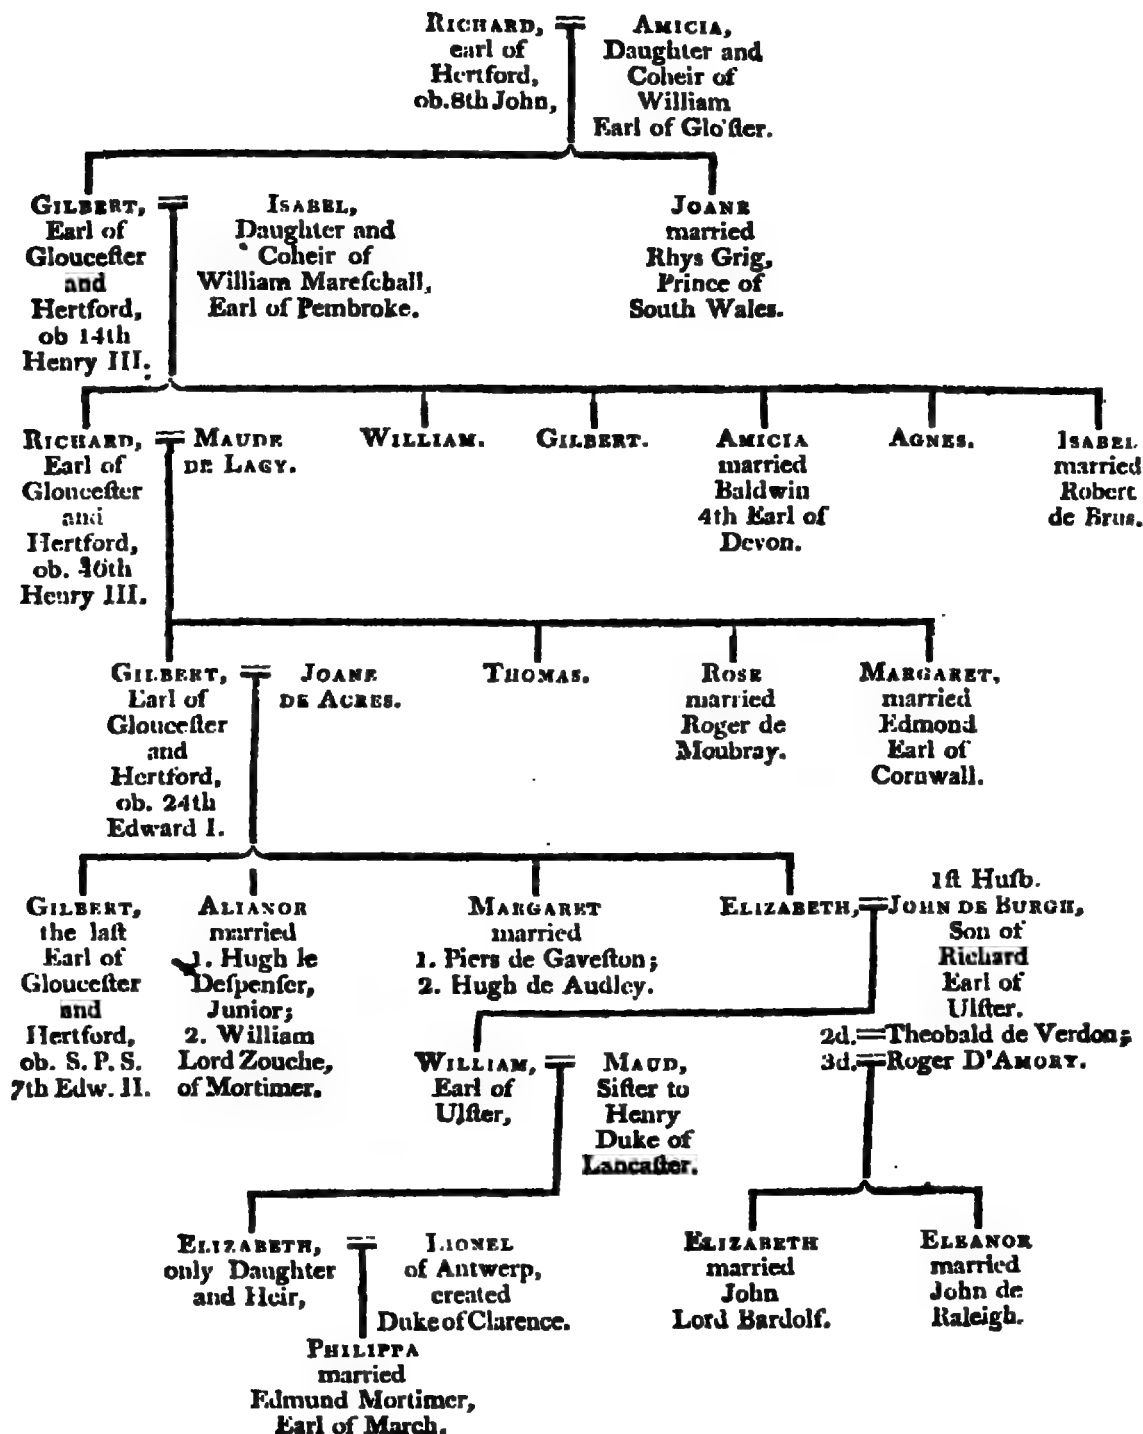 RICHARD,
earl of
Hertford,
ob. 8th John,
AMICIA,
Daughter and
Coheir of
William
Earl of Glo'ſter.
GILBERT,
Earl of
Glouceſter
and
Hertford,
ob 14th
Henry III.
ISABEL,
Daughter and
Coheir of
William Mareſchall,
Earl of Pembroke.
JOANE
married
Rhys Grig,
Prince of
South Wales.
RICHARD,
Earl of
Glouceſter
and
Hertford,
ob.
Henry III.
MAUDE
DE LACY.
WILLIAM.
GILBERT.
AMICIA
married
Baldwin
4th Earl of
Devon.
AGNES.
ISABEL
married
Robert
de Brus.
GILBERT,
Earl of
Glouceſter
and
Hertford,
ob. 24th
Edward I.
JOANE
DE ACRES.
THOMAS.
ROSE
married
Roger de
Moubray.
MARGARET,
married
Edmond
Earl of
Cornwall.
GILBERT,
the laſt
Earl of
Glouceſter
and
Hertford,
ob. S. P. S.
7th Edw. II.
ALIANOR
married
1. Hugh le
Deſpenſer,
Junior;
2. William
Lord Zouche,
of Mortimer.
MARGARET
married
1. Piers de Gaveſton;
2. Hugh de Audley.
ELIZABETH,
1ſt Huſb.
JOHN DE BURGH,
Son of
Richard
Earl of
Ulſter.
2d. Theobald de Verdon;
3d. Roger D'AMORY.
WILLIAM,
Earl of
Ulſter,
MAUD,
Siſter to
Henry
Duke of
Lancaſter.
ELIZABETH,
only Daughter
and Heir,
LIONEL
of Antwerp,
created
Duke of Clarence.
ELIZABETH
married
John
Lord Bardolf.
ELEANOR
married
John de
Raleigh.
PHILIPPA
married
Edmund Mortimer,
Earl of March.